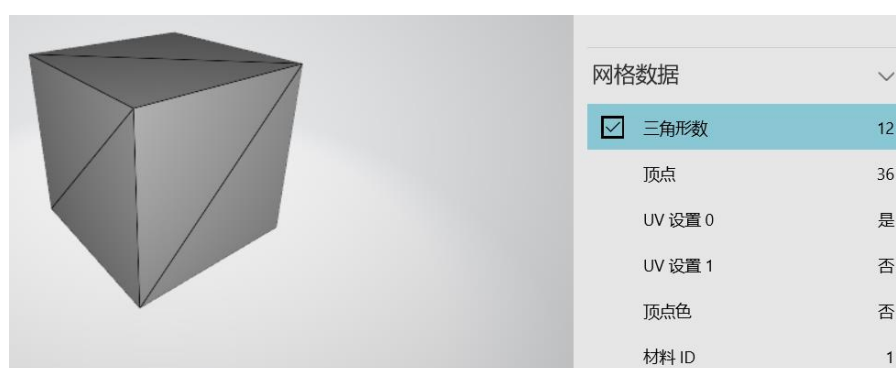 网格数据
三角形数 12
顶点 36
UV 设置 0 是
UV 设置 1 否
顶点色 否
材料 ID 1